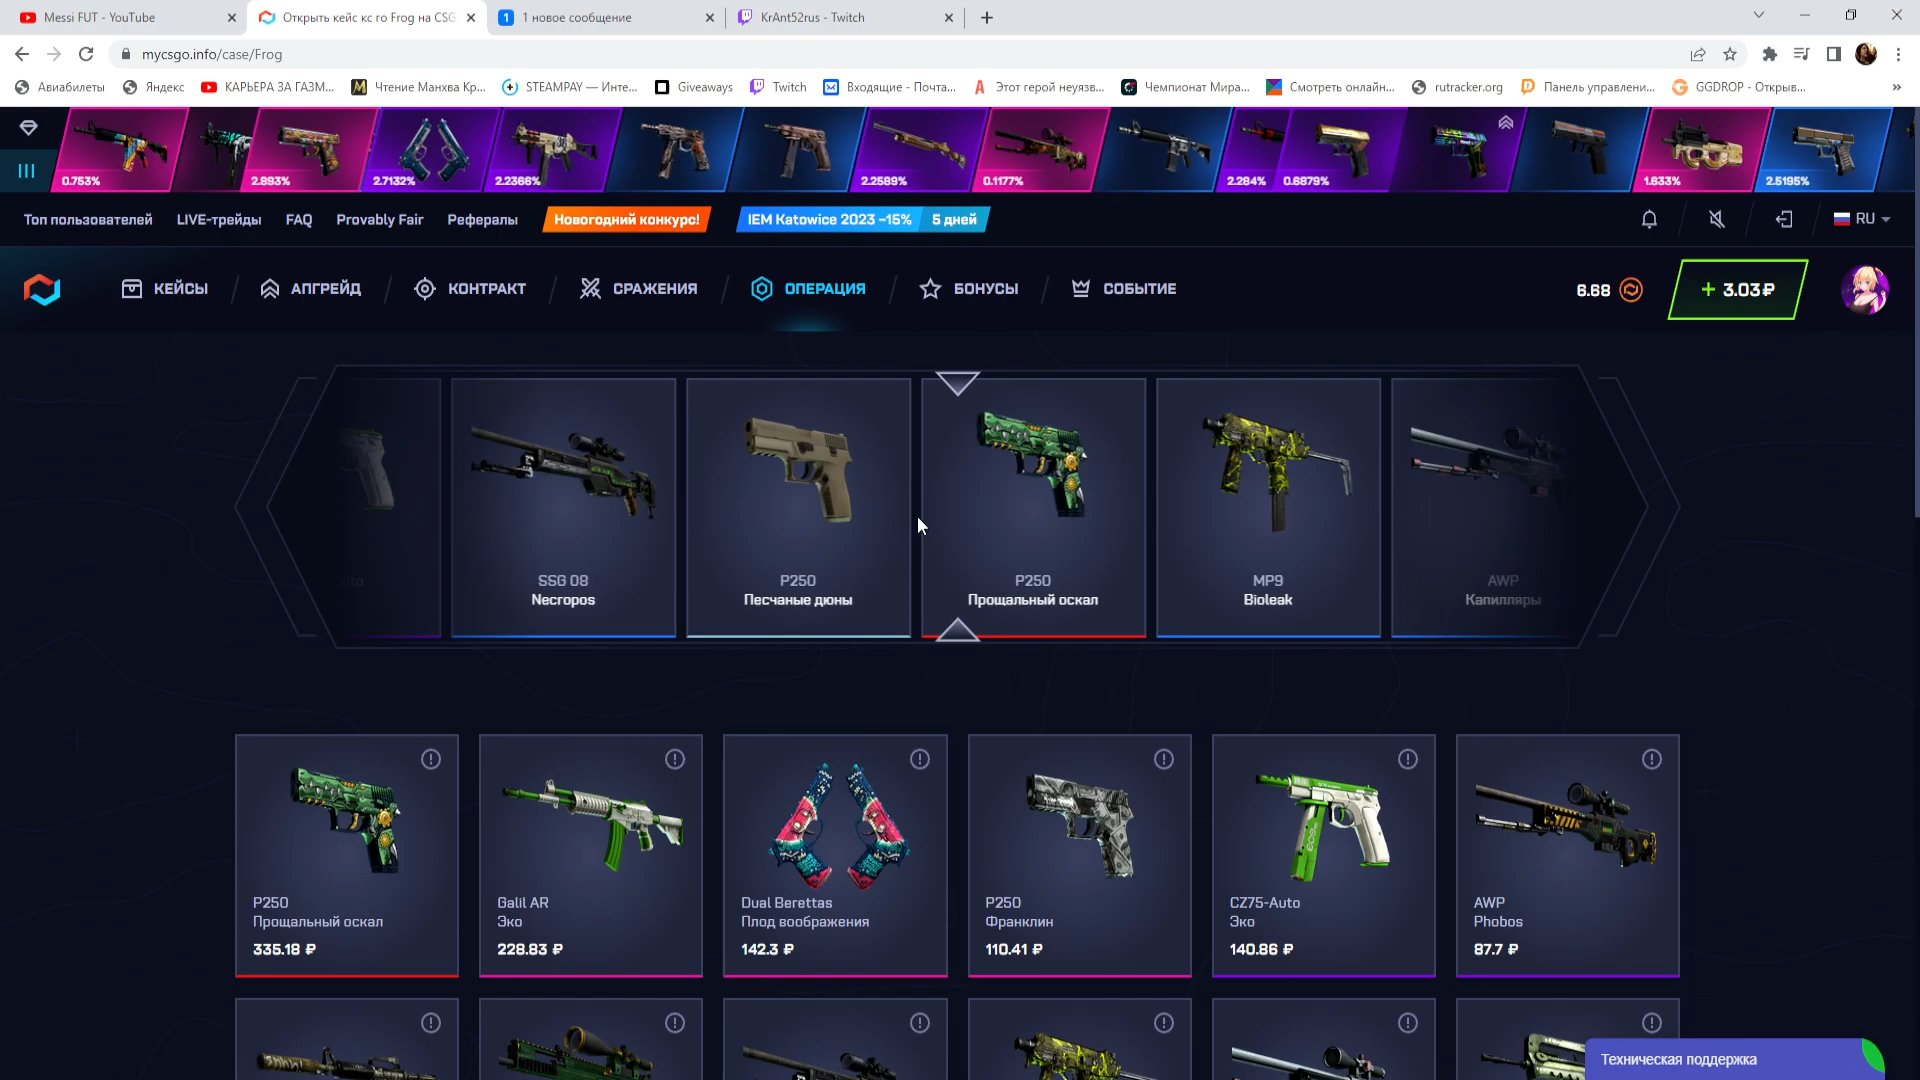 Messi FUT - YouTube
Открыть кейс кс го Frog на CSG
1
1 новое сообщение
KrAnt52rus - Twitch
mycsgo.info/case/Frog
Авиабилеты
Яндекс
КАРЬЕРА ЗА ГАЗМ...
Чтение Манхва Кр...
STEAMPAY — Инте...
Giveaways
Twitch
Входящие - Почта...
Этот герой неуязв...
Чемпионат Мира...
Смотреть онлайн...
rutracker.org
Панель управлени...
GGDROP - Открыв...
»
0.753%
2.893%
2.7132%
2.2366%
2.2589%
0.1177%
2.284%
0.6879%
1.633%
2.5195%
Топ пользователей
LIVE-трейды
FAQ
Provably Fair
Рефералы
Новогодний конкурс!
IEM Katowice 2023 -15%
5 дней
RU
КЕЙСЫ
АПГРЕЙД
КОНТРАКТ
СРАЖЕНИЯ
ОПЕРАЦИЯ
БОНУСЫ
СОБЫТИЕ
6.68
+ 3.03 ₽
SSG 08
Necropos
P250
Песчаные дюны
P250
Прощальный оскал
MP9
Bioleak
AWP
Капилляры
P250
Прощальный оскал
335.18 ₽
Galil AR
Эко
228.83 ₽
Dual Berettas
Плод воображения
142.3 ₽
P250
Франклин
110.41 ₽
CZ75-Auto
Эко
140.86 ₽
AWP
Phobos
87.7 ₽
Техническая поддержка